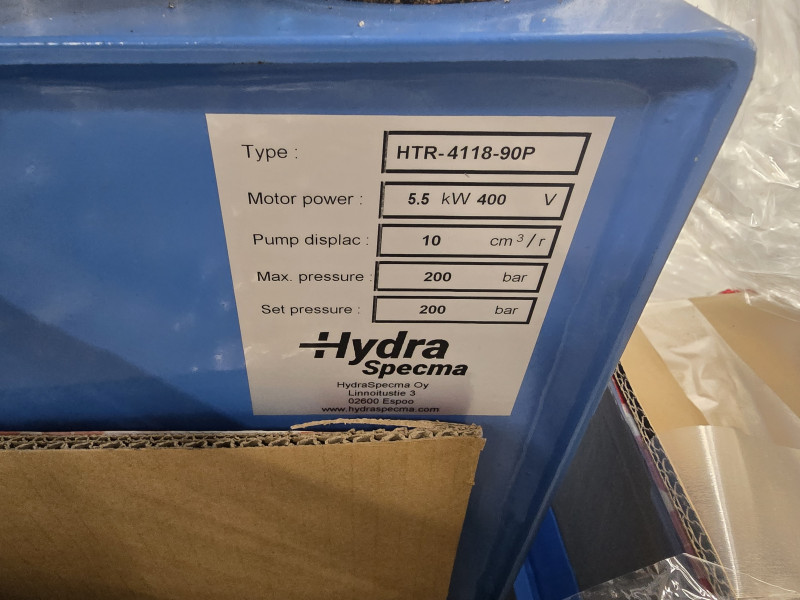 Type : HTR-4118-90P
Motor power : 5.5 kW 400 V
Pump displac : 10 cm³/r
Max. pressure : 200 bar
Set pressure : 200 bar
Hydra
Specma
HydraSpecma Oy
Linnoitustie 3
02600 Espoo
www.hydraspecma.com